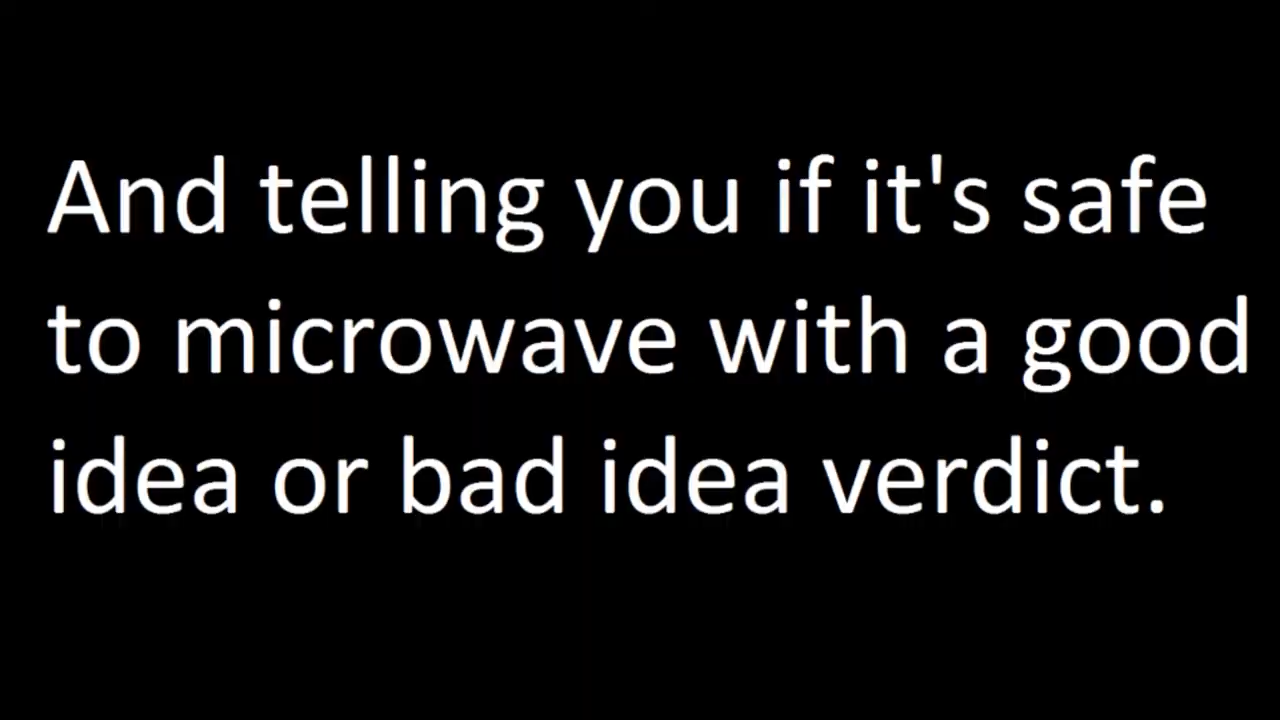 And telling you if it's safe
to microwave with a good
idea or bad idea verdict.